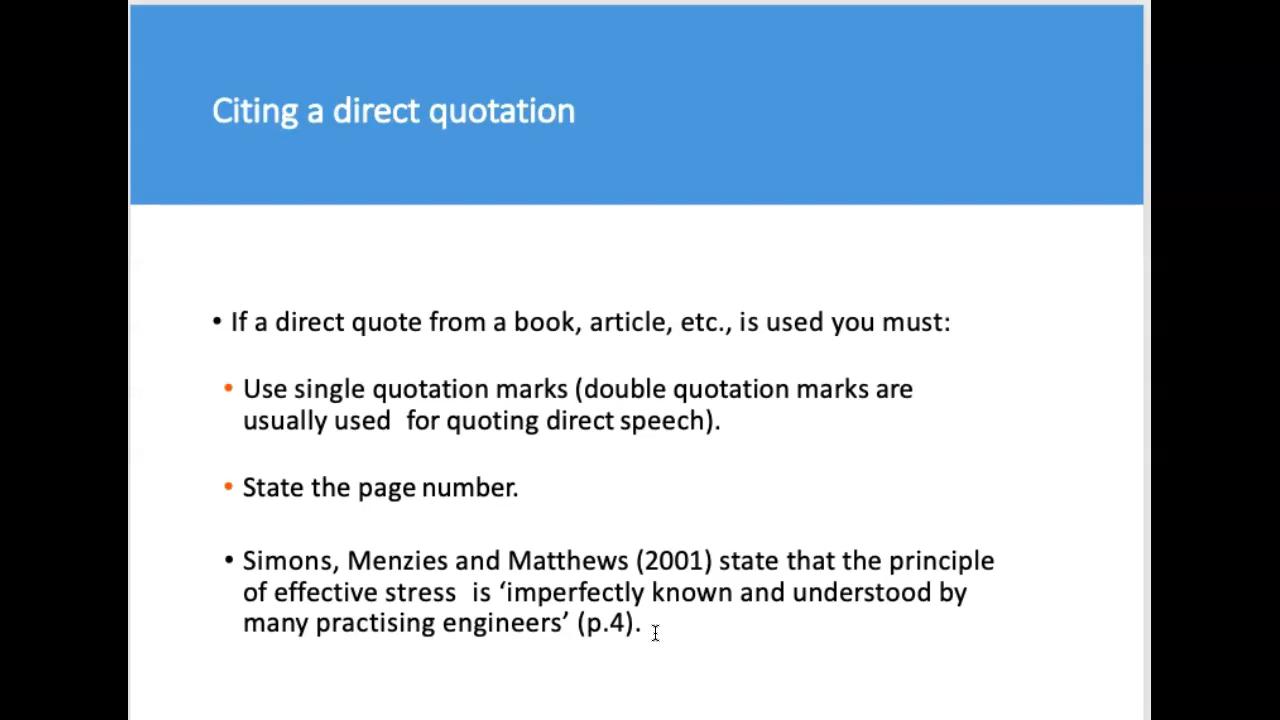 Citing a direct quotation
• If a direct quote from a book, article, etc., is used you must:
• Use single quotation marks (double quotation marks are
usually used  for quoting direct speech).
• State the page number.
• Simons, Menzies and Matthews (2001) state that the principle
of effective stress  is ‘imperfectly known and understood by
many practising engineers’ (p.4).